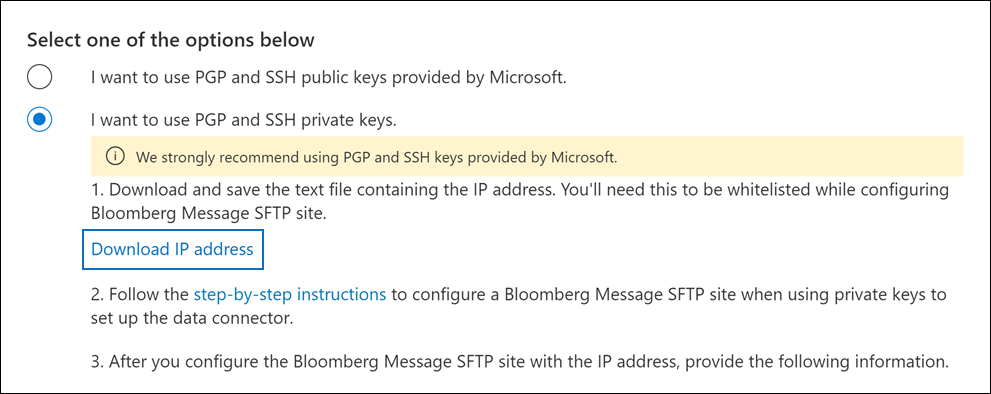 Select one of the options below
I want to use PGP and SSH public keys provided by Microsoft.
I want to use PGP and SSH private keys.
We strongly recommend using PGP and SSH keys provided by Microsoft.
1. Download and save the text file containing the IP address. You'll need this to be whitelisted while configuring
Bloomberg Message SFTP site.
Download IP address
2. Follow the step-by-step instructions to configure a Bloomberg Message SFTP site when using private keys to
set up the data connector.
3. After you configure the Bloomberg Message SFTP site with the IP address, provide the following information.